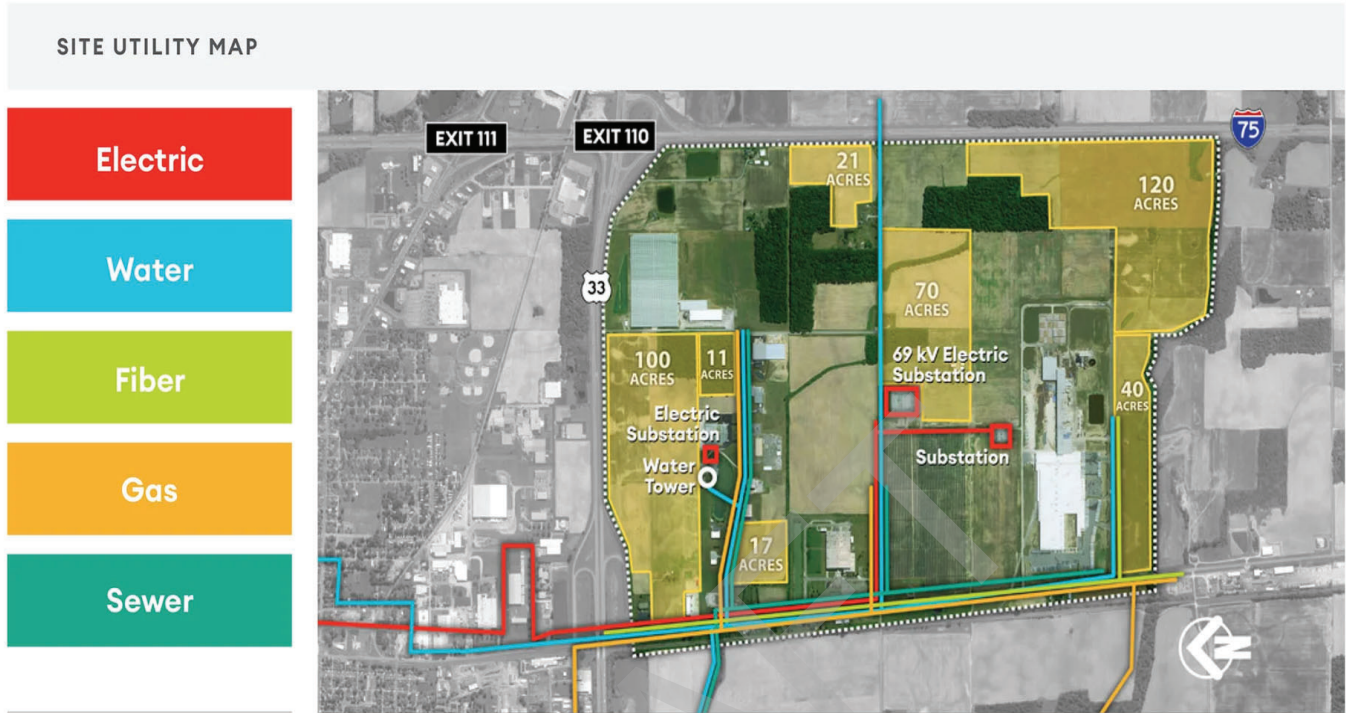 SITE UTILITY MAP
Electric
Water
Fiber
Gas
Sewer
EXIT 111
EXIT 110
75
33
21
ACRES
120
ACRES
70
ACRES
69 kV Electric
Substation
100
ACRES
11
ACRES
40
ACRES
Electric
Substation
Water
Tower
Substation
17
ACRES
N